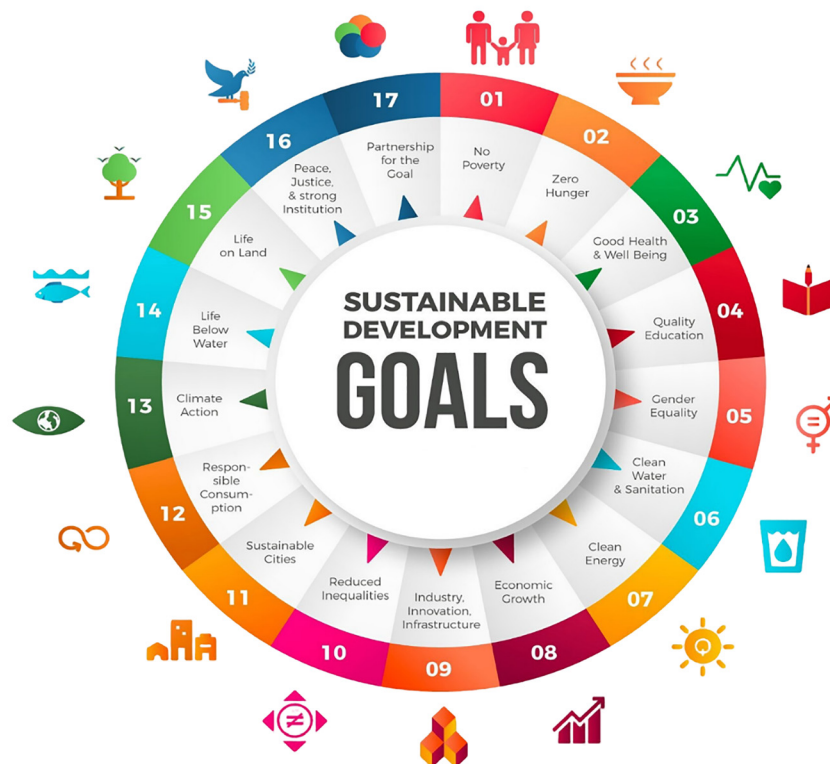 SUSTAINABLE
DEVELOPMENT
GOALS
01
No
Poverty
02
Zero
Hunger
03
Good Health
& Well Being
04
Quality
Education
05
Gender
Equality
06
Clean
Water
& Sanitation
07
Clean
Energy
08
Economic
Growth
09
Industry,
Innovation,
Infrastructure
10
Reduced
Inequalities
11
Sustainable
Cities
12
Respon-
sible
Consum-
ption
13
Climate
Action
14
Life
Below
Water
15
Life
on Land
16
Peace,
Justice,
& strong
Institution
17
Partnership
for the
Goal